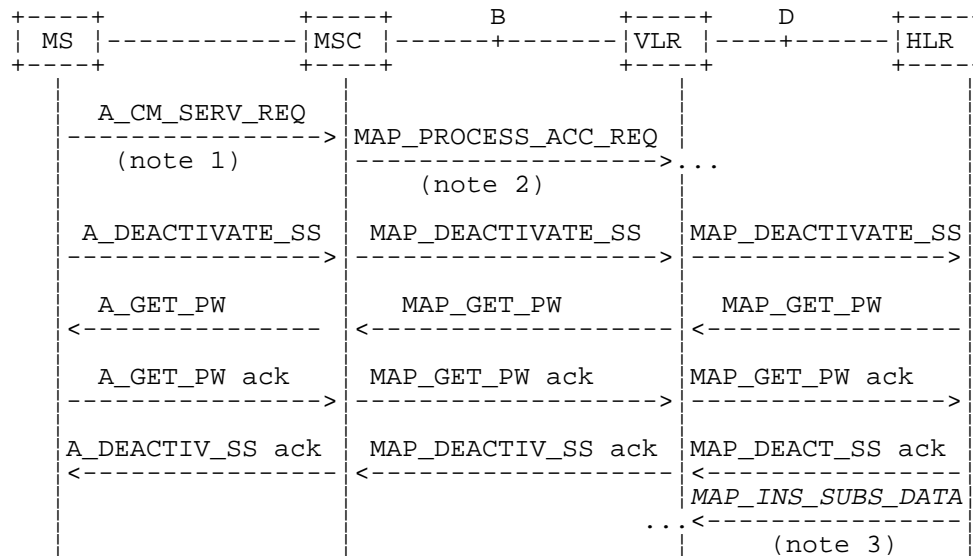 B D
MS MSC VLR HLR
A_CM_SERV_REQ
MAP_PROCESS_ACC_REQ
(note 1) ...
(note 2)
A_DEACTIVATE_SS MAP_DEACTIVATE_SS MAP_DEACTIVATE_SS
A_GET_PW MAP_GET_PW MAP_GET_PW
A_GET_PW ack MAP_GET_PW ack MAP_GET_PW ack
A_DEACTIV_SS ack MAP_DEACTIV_SS ack MAP_DEACT_SS ack
MAP_INS_SUBS_DATA
...
(note 3)